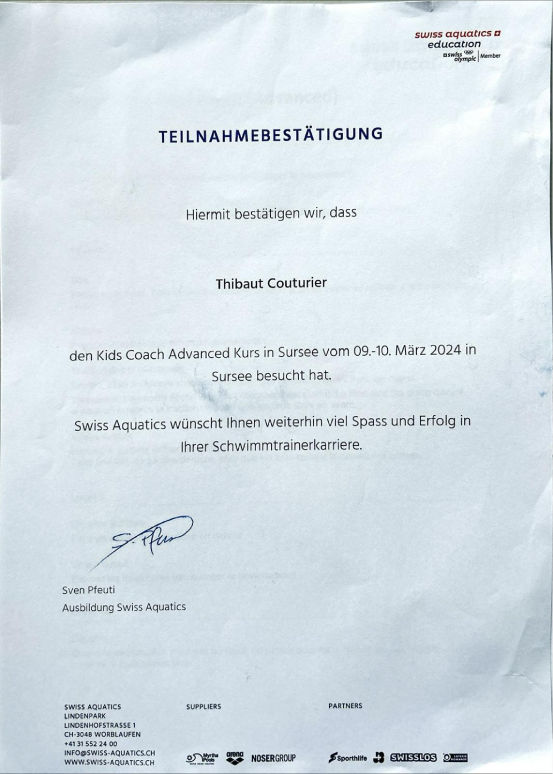 swiss aquatics
education
swiss olympic Member
TEILNAHMEBESTÄTIGUNG
Hiermit bestätigen wir, dass
Thibaut Couturier
den Kids Coach Advanced Kurs in Sursee vom 09.-10. März 2024 in
Sursee besucht hat.
Swiss Aquatics wünscht Ihnen weiterhin viel Spass und Erfolg in
Ihrer Schwimmtrainerkarriere.
S. Pfeuti
Sven Pfeuti
Ausbildung Swiss Aquatics
SWISS AQUATICS
LINDENPARK
LINDENHOFSTRASSE 1
CH-3048 WORBLAUFEN
+41 31 552 24 00
INFO@SWISS-AQUATICS.CH
WWW.SWISS-AQUATICS.CH
SUPPLIERS
Myrtha Pools
arena
NOSERGROUP
PARTNERS
Sporthilfe
SWISSLOS